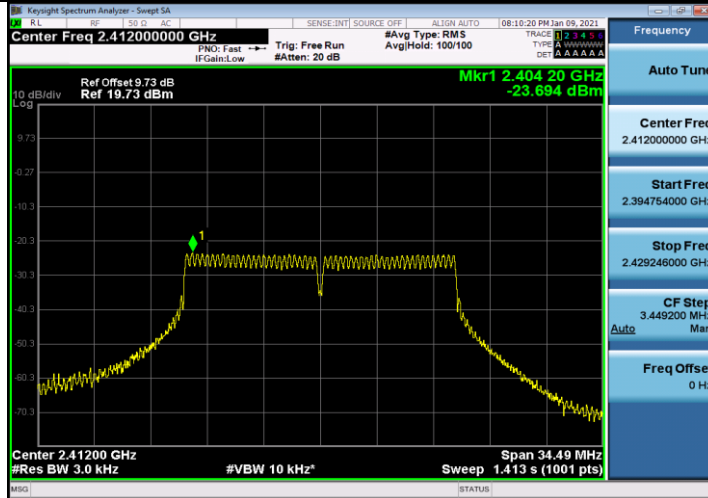 Keysight Spectrum Analyzer - Swept SA
RL RF 50 Ω AC SENSE:INT SOURCE OFF ALIGN AUTO 08:10:20 PM Jan 09, 2021
Center Freq 2.412000000 GHz
PNO: Fast
IFGain:Low
Trig: Free Run
#Atten: 20 dB
#Avg Type: RMS
Avg|Hold: 100/100
TRACE 1 2 3 4 5 6
TYPE A WWWWW
DET A A A A A A
Mkr1 2.404 20 GHz
-23.694 dBm
Ref Offset 9.73 dB
10 dB/div Ref 19.73 dBm
Log
9.73
-0.27
-10.3
-20.3
-30.3
-40.3
-50.3
-60.3
-70.3
1
Center 2.41200 GHz Span 34.49 MHz
#Res BW 3.0 kHz #VBW 10 kHz* Sweep 1.413 s (1001 pts)
MSG STATUS
Frequency
Auto Tune
Center Freq
2.412000000 GHz
Start Freq
2.394754000 GHz
Stop Freq
2.429246000 GHz
CF Step
3.449200 MHz
Auto Man
Freq Offset
0 Hz